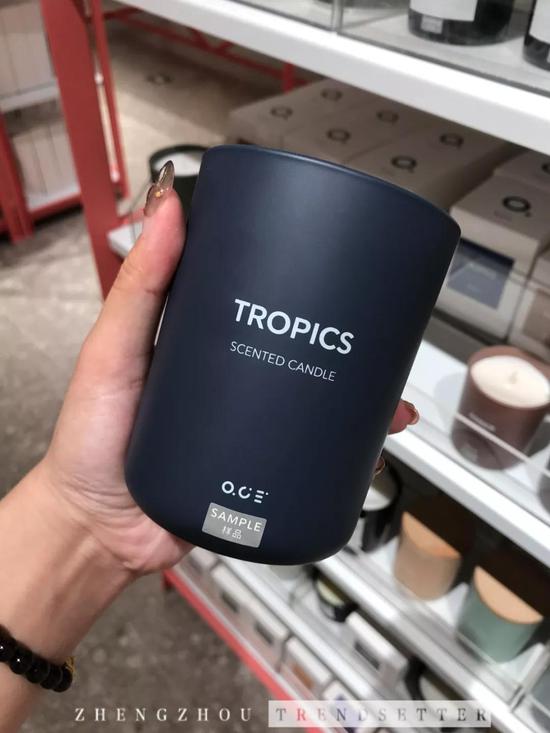 TROPICS
SCENTED CANDLE
O.C E
SAMPLE
样品
ZHENGZHOU TRENDSETTER